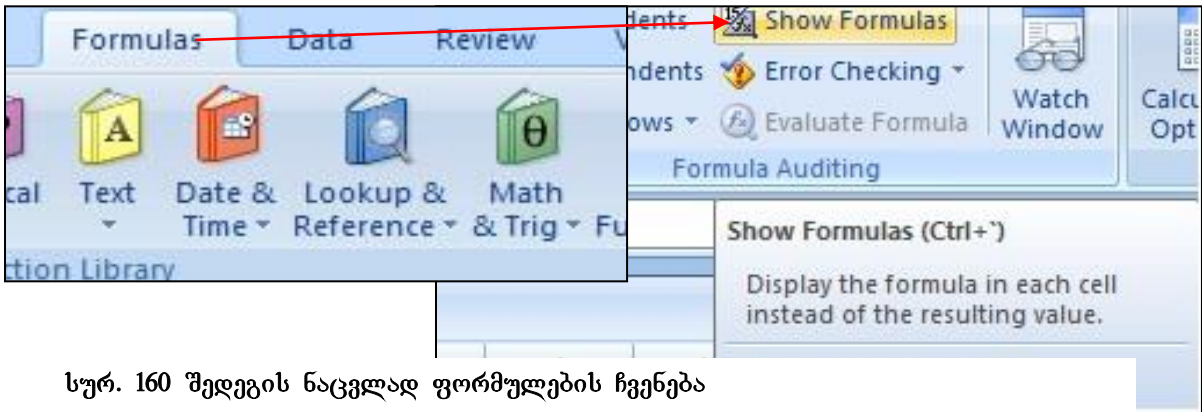 Formulas Data Review
Text Date & Time Lookup & Reference Math & Trig
Library
Show Formulas
Error Checking
Evaluate Formula
Watch Window
Formula Auditing
Show Formulas (Ctrl+`)
Display the formula in each cell
instead of the resulting value.
სურ. 160 შედეგის ნაცვლად ფორმულების ჩვენება